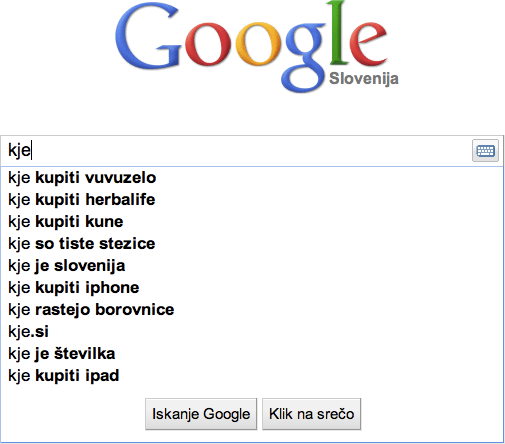 Google
Slovenija
kje
kje kupiti vuvuzelo
kje kupiti herbalife
kje kupiti kune
kje so tiste stezice
kje je slovenija
kje kupiti iphone
kje rastejo borovnice
kje.si
kje je številka
kje kupiti ipad
Iskanje Google Klik na srečo